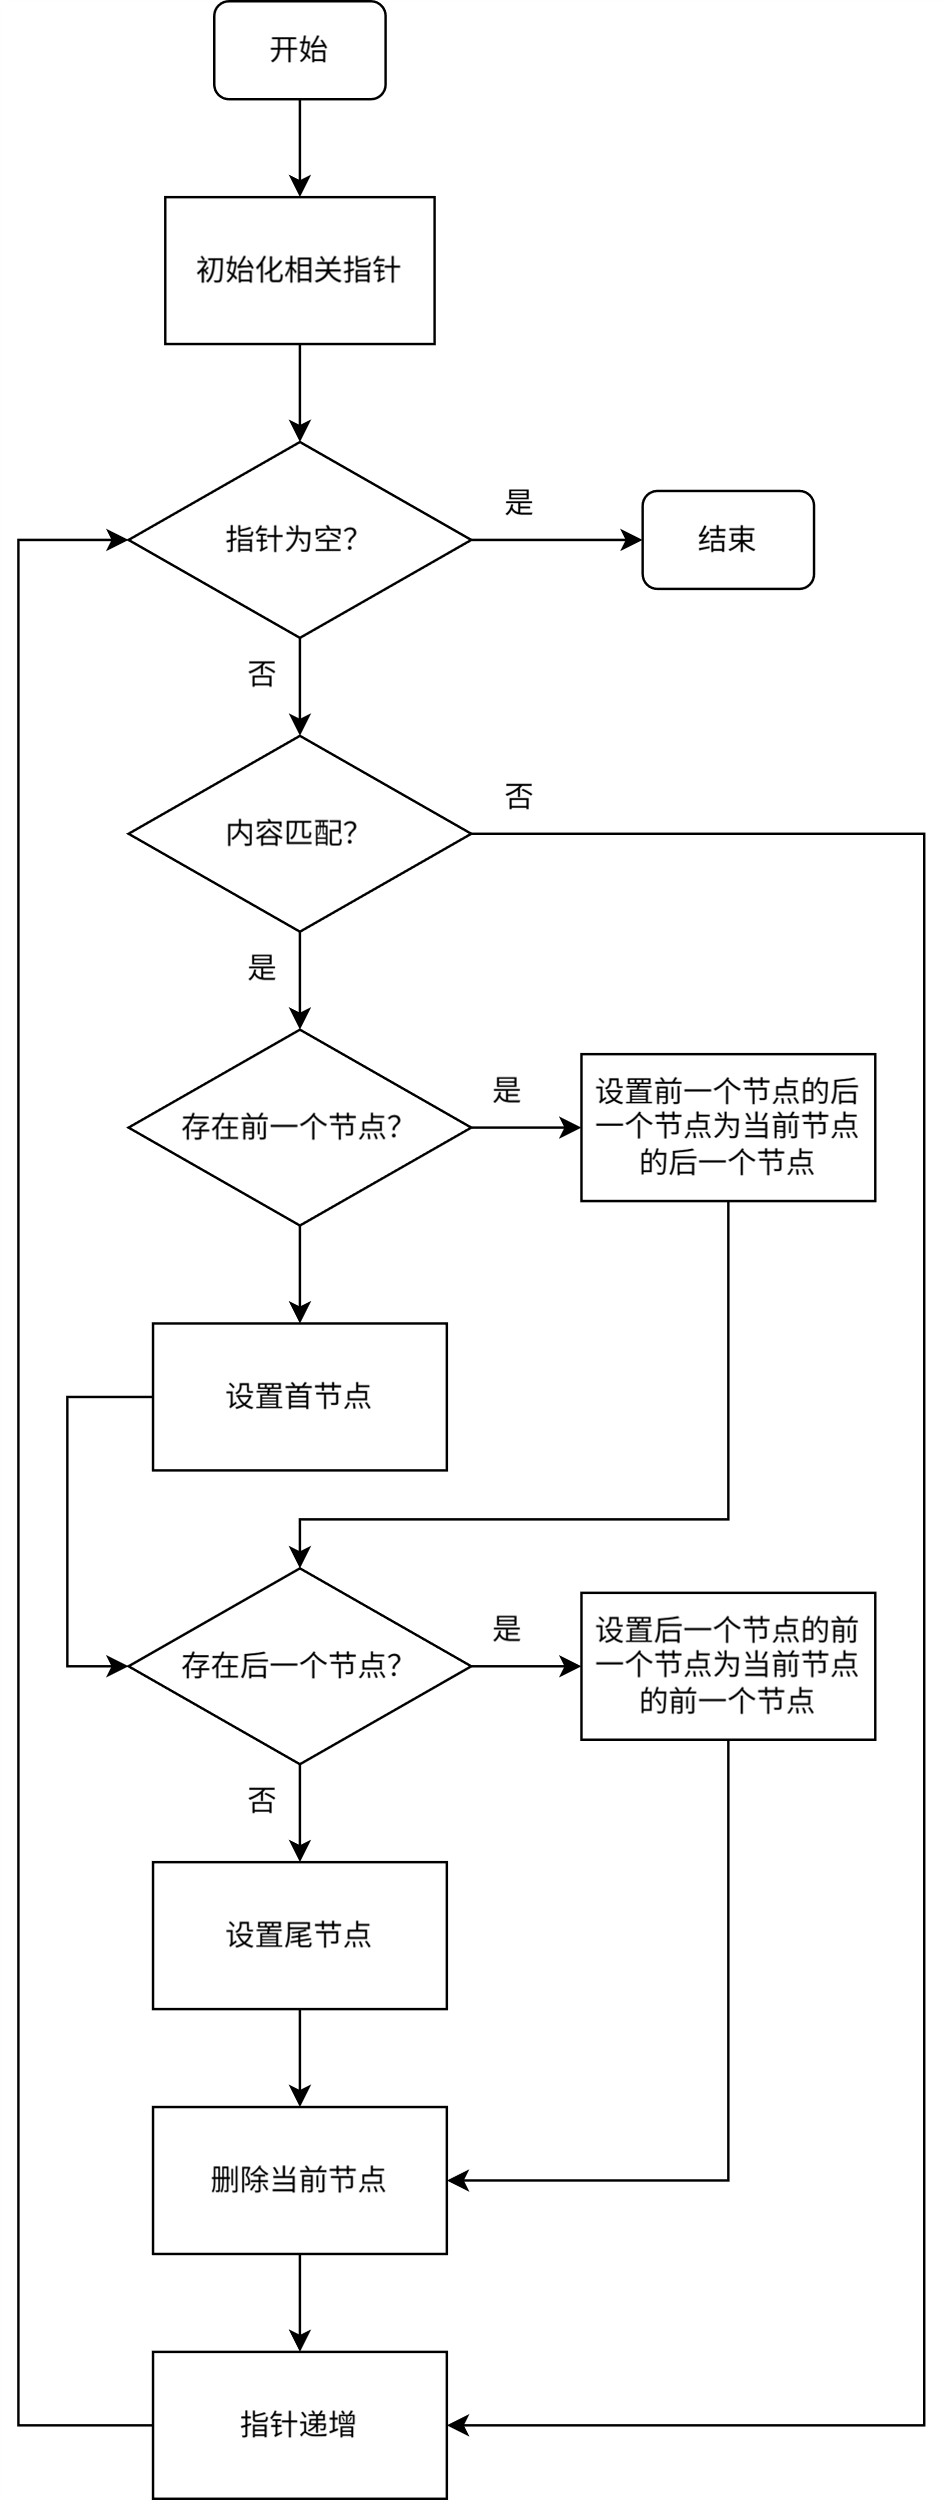 开始
初始化相关指针
指针为空?
是
结束
否
内容匹配?
否
是
存在前一个节点?
是
设置前一个节点的后
一个节点为当前节点
的后一个节点
设置首节点
存在后一个节点?
是
设置后一个节点的前
一个节点为当前节点
的前一个节点
否
设置尾节点
删除当前节点
指针递增